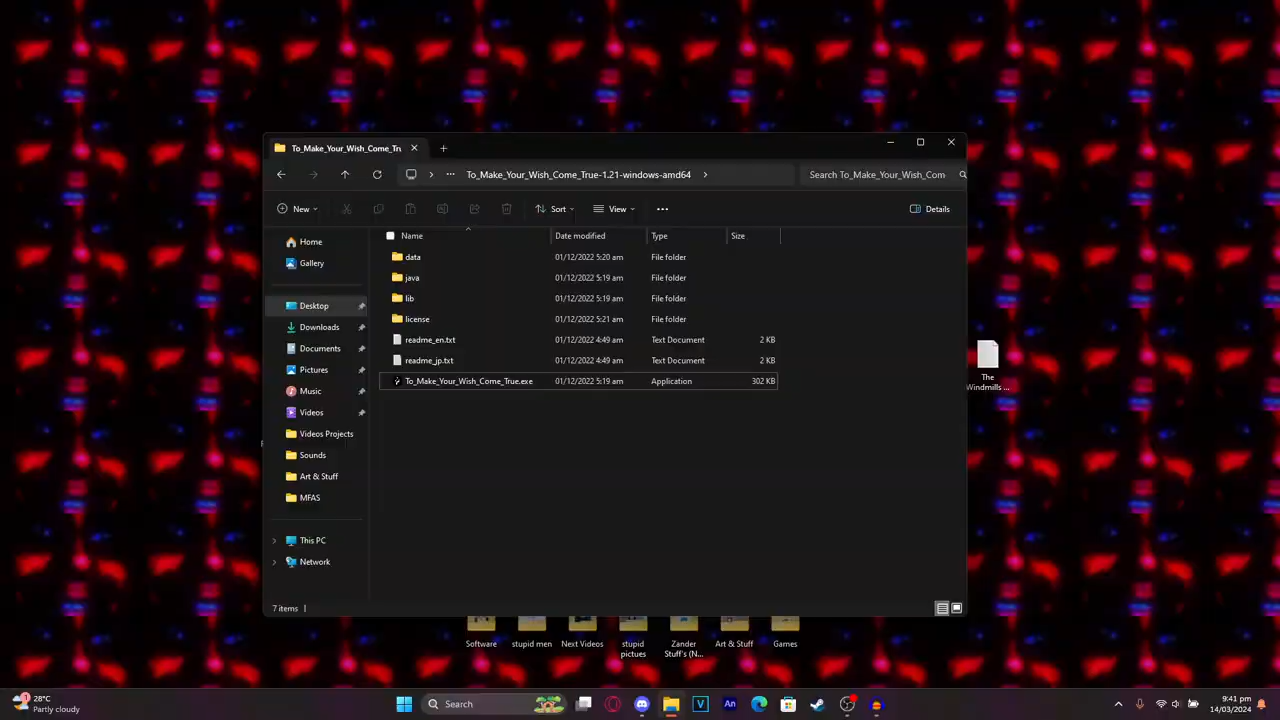 To_Make_Your_Wish_Come_Tru
To_Make_Your_Wish_Come_True-1.21-windows-amd64
Search To_Make_Your_Wish_Com
New
Sort
View
Details
Name
Date modified
Type
Size
data
01/12/2022 5:20 am
File folder
java
01/12/2022 5:19 am
File folder
lib
01/12/2022 5:19 am
File folder
license
01/12/2022 5:21 am
File folder
readme_en.txt
01/12/2022 4:49 am
Text Document
2 KB
readme_jp.txt
01/12/2022 4:49 am
Text Document
2 KB
To_Make_Your_Wish_Come_True.exe
01/12/2022 5:19 am
Application
302 KB
Home
Gallery
Desktop
Downloads
Documents
Pictures
Music
Videos
Videos Projects
Sounds
Art & Stuff
MFAS
This PC
Network
7 items
The
Windmills ...
Software
stupid men
Next Videos
stupid
pictues
Zander
Stuff's (N...
Art & Stuff
Games
1
28°C
Partly cloudy
Search
V
An
9:41 pm
14/03/2024